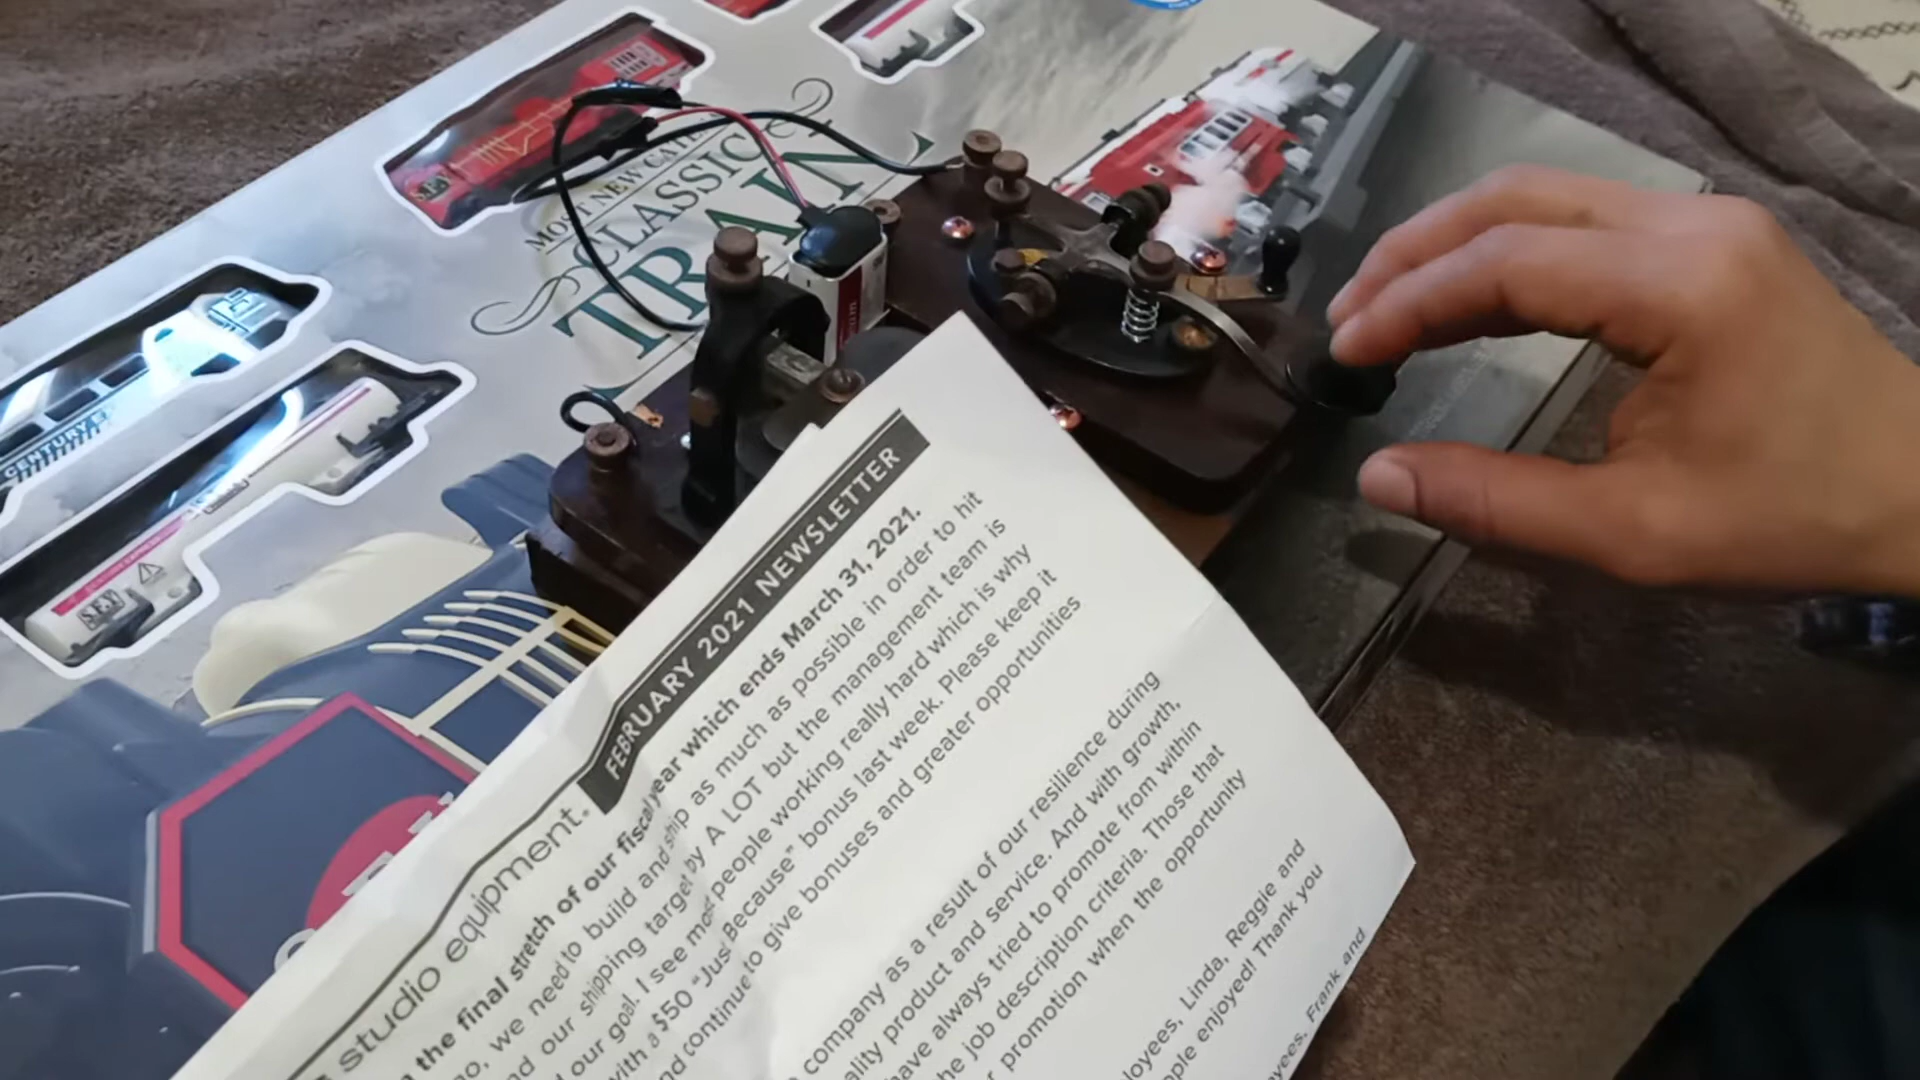 MOST NEW CATE
CLASSIC
TRAIN
CENTURY
S.F.V
studio equipment.
FEBRUARY 2021 NEWSLETTER
the final stretch of our fiscal year which ends March 31, 2021.
we need to build and ship as much as possible in order to hit
our shipping target by A LOT but the management team is
our goal. I see most people working really hard which is why
with a $50 "Just Because" bonus last week. Please keep it
and continue to give bonuses and greater opportunities
company as a result of our resilience during
product and service. And with growth,
have always tried to promote from within
job description criteria. Those that
promotion when the opportunity
Linda, Reggie and
enjoyed! Thank you
Frank and